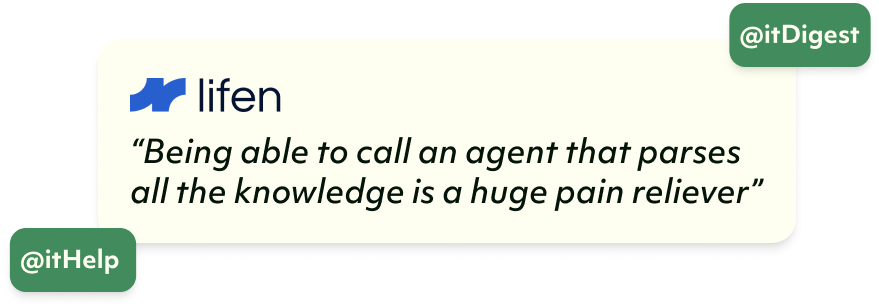 @itDigest
lifen
“Being able to call an agent that parses
all the knowledge is a huge pain reliever”
@itHelp